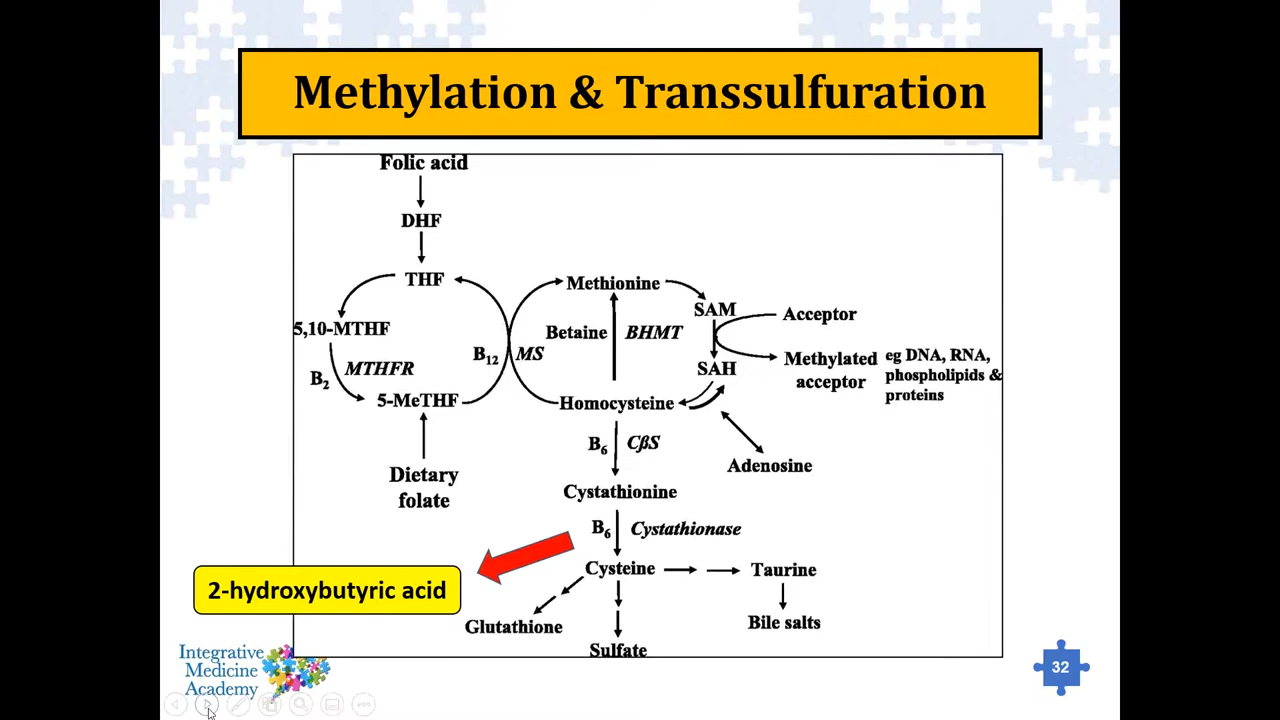 Methylation & Transsulfuration
Folic acid
DHF
THF
Methionine
SAM
Acceptor
5,10-MTHF
Betaine
BHMT
B12
MS
MTHFR
B2
SAH
Methylated
acceptor
eg DNA, RNA,
phospholipids &
proteins
5-MeTHF
Homocysteine
B6
CβS
Adenosine
Dietary
folate
Cystathionine
B6
Cystathionase
Cysteine
Taurine
2-hydroxybutyric acid
Glutathione
Bile salts
Sulfate
Integrative
Medicine
Academy
32